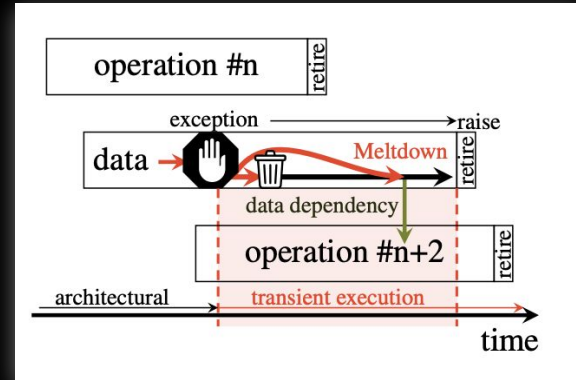 operation #n
retire
exception
raise
data
Meltdown
retire
data dependency
operation #n+2
retire
architectural
transient execution
time